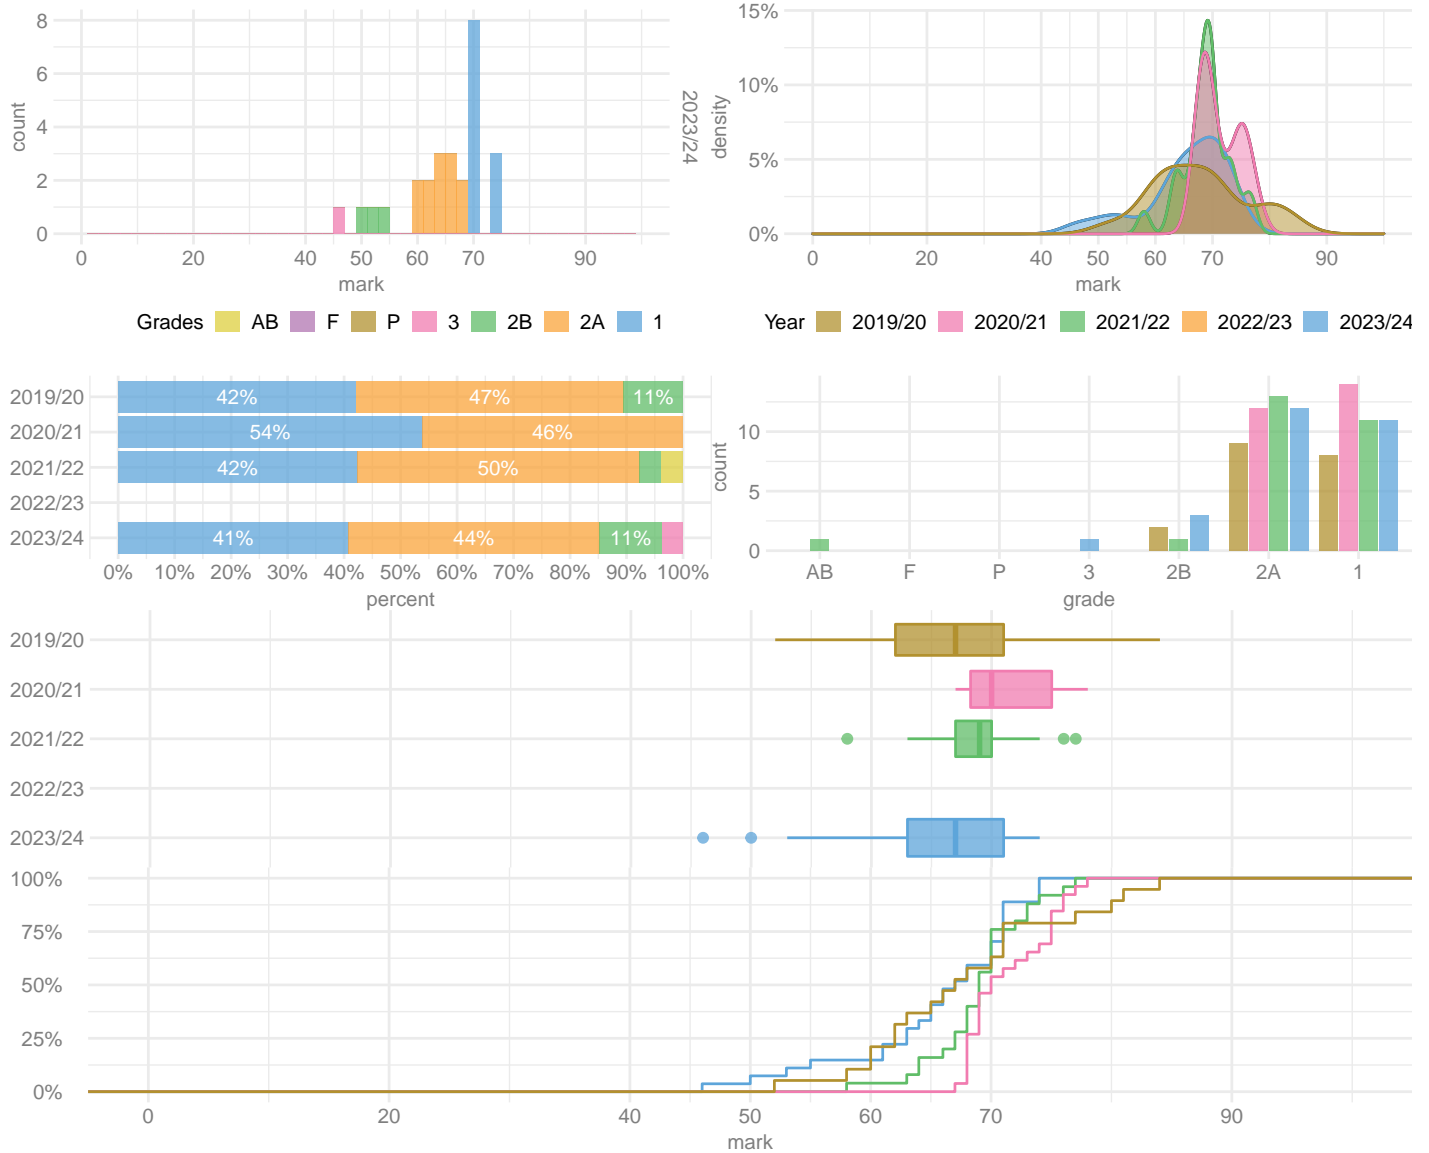 8
6
4
2
0
count
0 20 40 50 60 70 90
mark
2023/24
15%
10%
5%
0%
density
0 20 40 50 60 70 90
mark
Grades AB F P 3 2B 2A 1
Year 2019/20 2020/21 2021/22 2022/23 2023/24
2019/20 42% 47% 11%
2020/21 54% 46%
2021/22 42% 50%
2022/23
2023/24 41% 44% 11%
0% 10% 20% 30% 40% 50% 60% 70% 80% 90% 100%
percent
count
10
5
0
AB F P 3 2B 2A 1
grade
2019/20
2020/21
2021/22
2022/23
2023/24
100%
75%
50%
25%
0%
0 20 40 50 60 70 90
mark